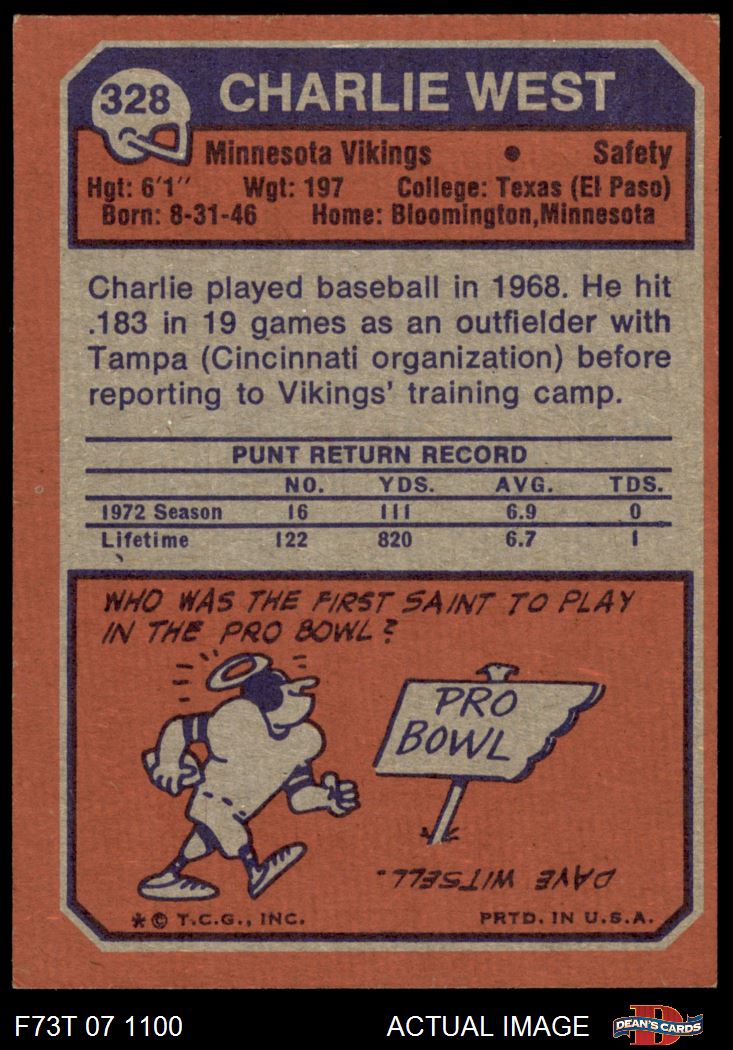 328 CHARLIE WEST
Minnesota Vikings • Safety
Hgt: 6'1'' Wgt: 197 College: Texas (El Paso)
Born: 8-31-46 Home: Bloomington,Minnesota
Charlie played baseball in 1968. He hit
.183 in 19 games as an outfielder with
Tampa (Cincinnati organization) before
reporting to Vikings' training camp.
PUNT RETURN RECORD
NO. YDS. AVG. TDS.
1972 Season 16 111 6.9 0
Lifetime 122 820 6.7 1
WHO WAS THE FIRST SAINT TO PLAY
IN THE PRO BOWL?
PRO
BOWL
DAVE WITSELL.
* © T.C.G., INC. PRTD. IN U.S.A.
F73T 07 1100 ACTUAL IMAGE D DEAN'S CARDS